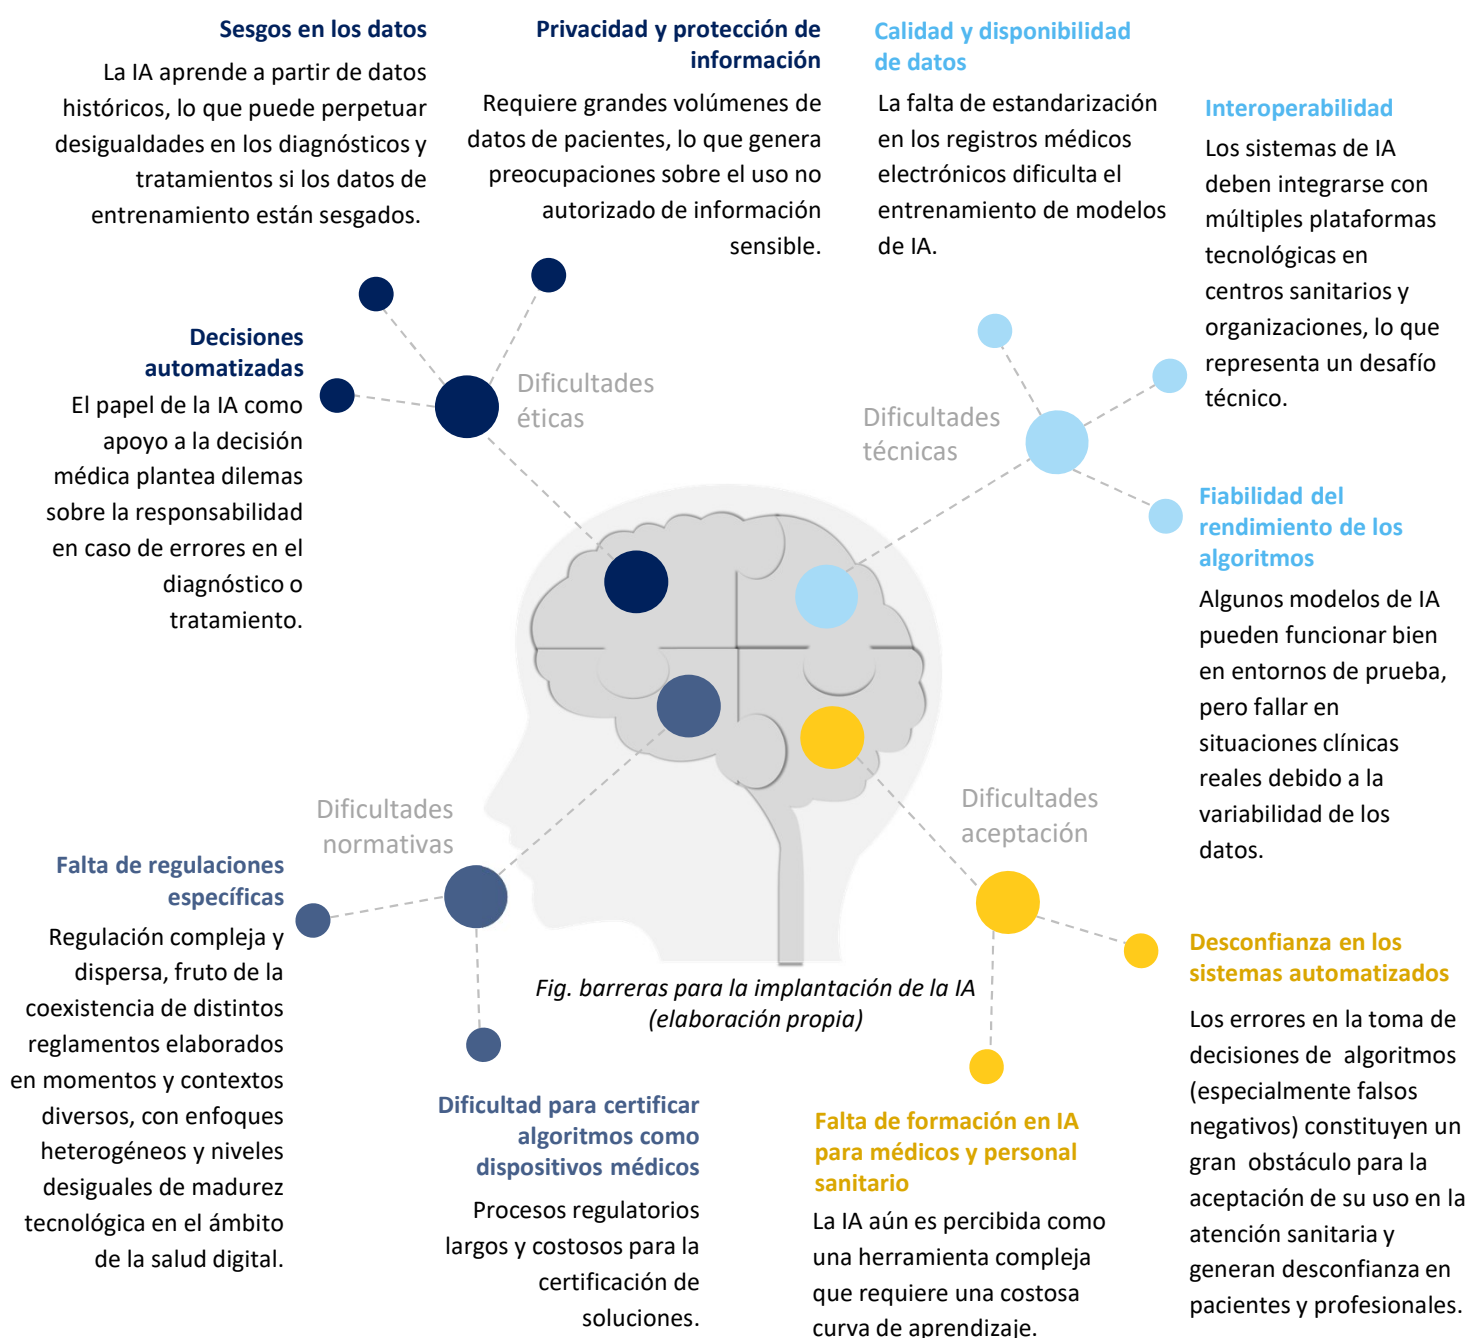 Sesgos en los datos
La IA aprende a partir de datos
históricos, lo que puede perpetuar
desigualdades en los diagnósticos y
tratamientos si los datos de
entrenamiento están sesgados.
Privacidad y protección de
información
Requiere grandes volúmenes de
datos de pacientes, lo que genera
preocupaciones sobre el uso no
autorizado de información
sensible.
Calidad y disponibilidad
de datos
La falta de estandarización
en los registros médicos
electrónicos dificulta el
entrenamiento de modelos
de IA.
Interoperabilidad
Los sistemas de IA
deben integrarse con
múltiples plataformas
tecnológicas en
centros sanitarios y
organizaciones, lo que
representa un desafío
técnico.
Decisiones
automatizadas
El papel de la IA como
apoyo a la decisión
médica plantea dilemas
sobre la responsabilidad
en caso de errores en el
diagnóstico o
tratamiento.
Dificultades
éticas
Dificultades
técnicas
Fiabilidad del
rendimiento de los
algoritmos
Algunos modelos de IA
pueden funcionar bien
en entornos de prueba,
pero fallar en
situaciones clínicas
reales debido a la
variabilidad de los
datos.
Dificultades
normativas
Dificultades
aceptación
Falta de regulaciones
específicas
Regulación compleja y
dispersa, fruto de la
coexistencia de distintos
reglamentos elaborados
en momentos y contextos
diversos, con enfoques
heterogéneos y niveles
desiguales de madurez
tecnológica en el ámbito
de la salud digital.
Fig. barreras para la implantación de la IA
(elaboración propia)
Dificultad para certificar
algoritmos como
dispositivos médicos
Procesos regulatorios
largos y costosos para la
certificación de
soluciones.
Falta de formación en IA
para médicos y personal
sanitario
La IA aún es percibida como
una herramienta compleja
que requiere una costosa
curva de aprendizaje.
Desconfianza en los
sistemas automatizados
Los errores en la toma de
decisiones de algoritmos
(especialmente falsos
negativos) constituyen un
gran obstáculo para la
aceptación de su uso en la
atención sanitaria y
generan desconfianza en
pacientes y profesionales.